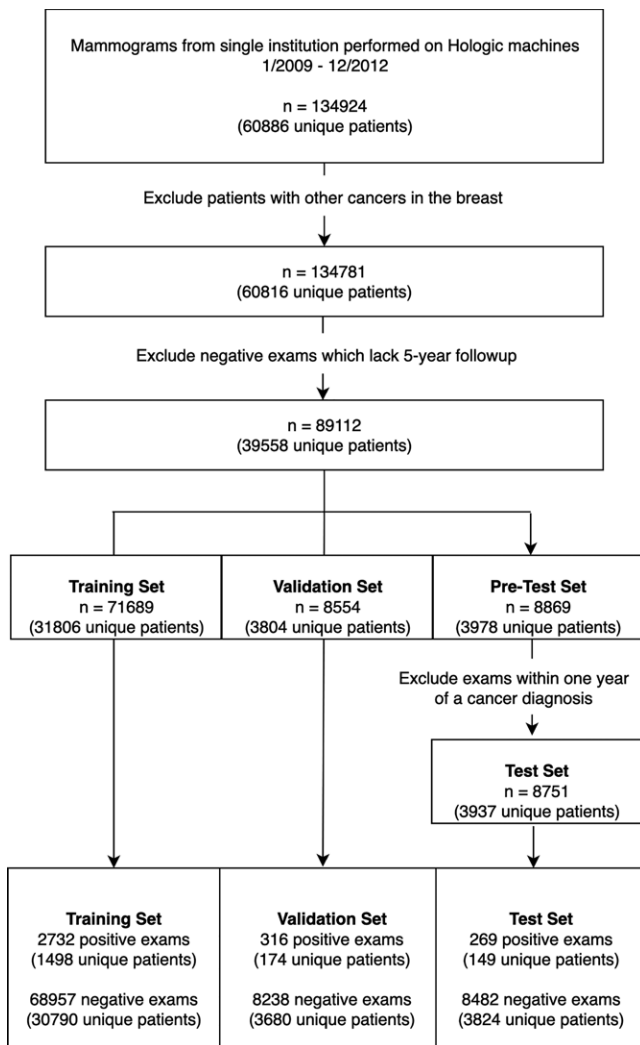 Mammograms from single institution performed on Hologic machines
1/2009 - 12/2012
n = 134924
(60886 unique patients)
Exclude patients with other cancers in the breast
n = 134781
(60816 unique patients)
Exclude negative exams which lack 5-year followup
n = 89112
(39558 unique patients)
Training Set
n = 71689
(31806 unique patients)
Validation Set
n = 8554
(3804 unique patients)
Pre-Test Set
n = 8869
(3978 unique patients)
Exclude exams within one year
of a cancer diagnosis
Test Set
n = 8751
(3937 unique patients)
Training Set
2732 positive exams
(1498 unique patients)
68957 negative exams
(30790 unique patients)
Validation Set
316 positive exams
(174 unique patients)
8238 negative exams
(3680 unique patients)
Test Set
269 positive exams
(149 unique patients)
8482 negative exams
(3824 unique patients)